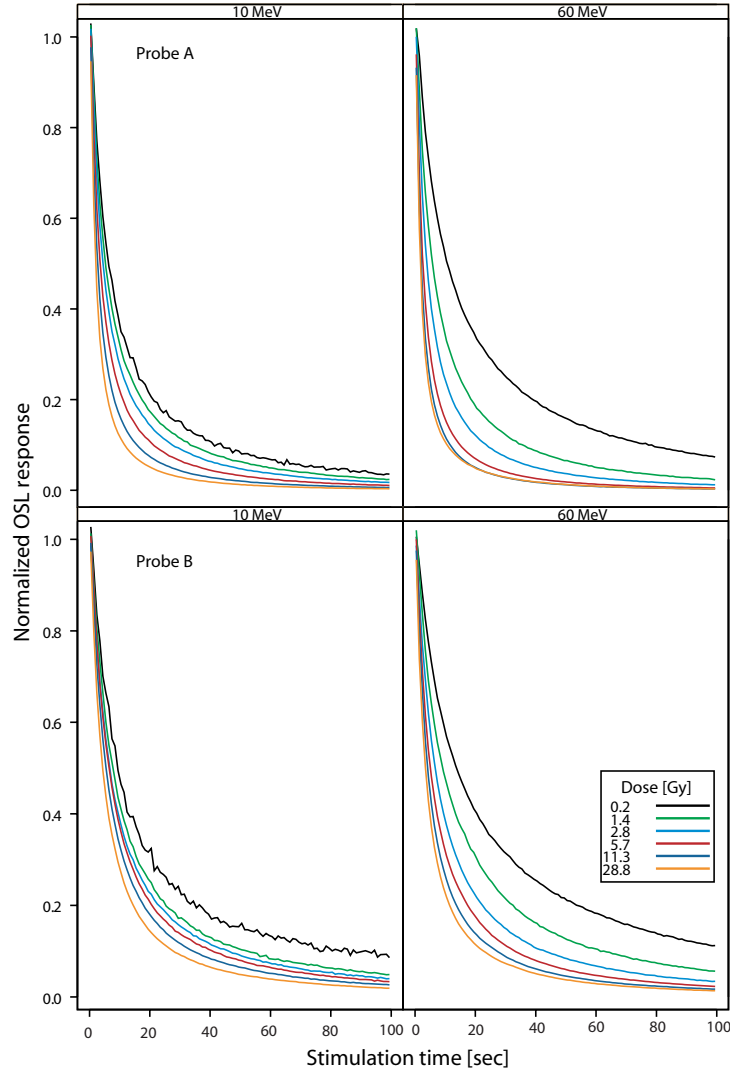 10 MeV
60 MeV
Probe A
1.0
0.8
0.6
0.4
0.2
0.0
10 MeV
60 MeV
Probe B
1.0
0.8
0.6
0.4
0.2
0.0
Normalized OSL response
Dose [Gy]
0.2
1.4
2.8
5.7
11.3
28.8
0 20 40 60 80 100
0 20 40 60 80 100
Stimulation time [sec]